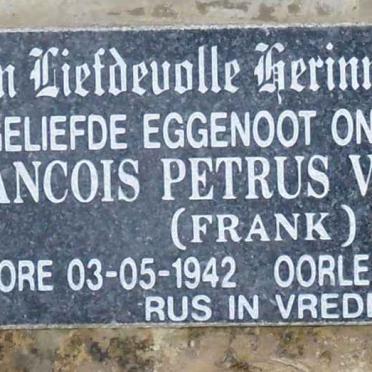 n Liefdevolle Herinn
GELIEFDE EGGENOOT ON
ANCOIS PETRUS V
(FRANK)
ORE 03-05-1942 OORLE
RUS IN VREDE